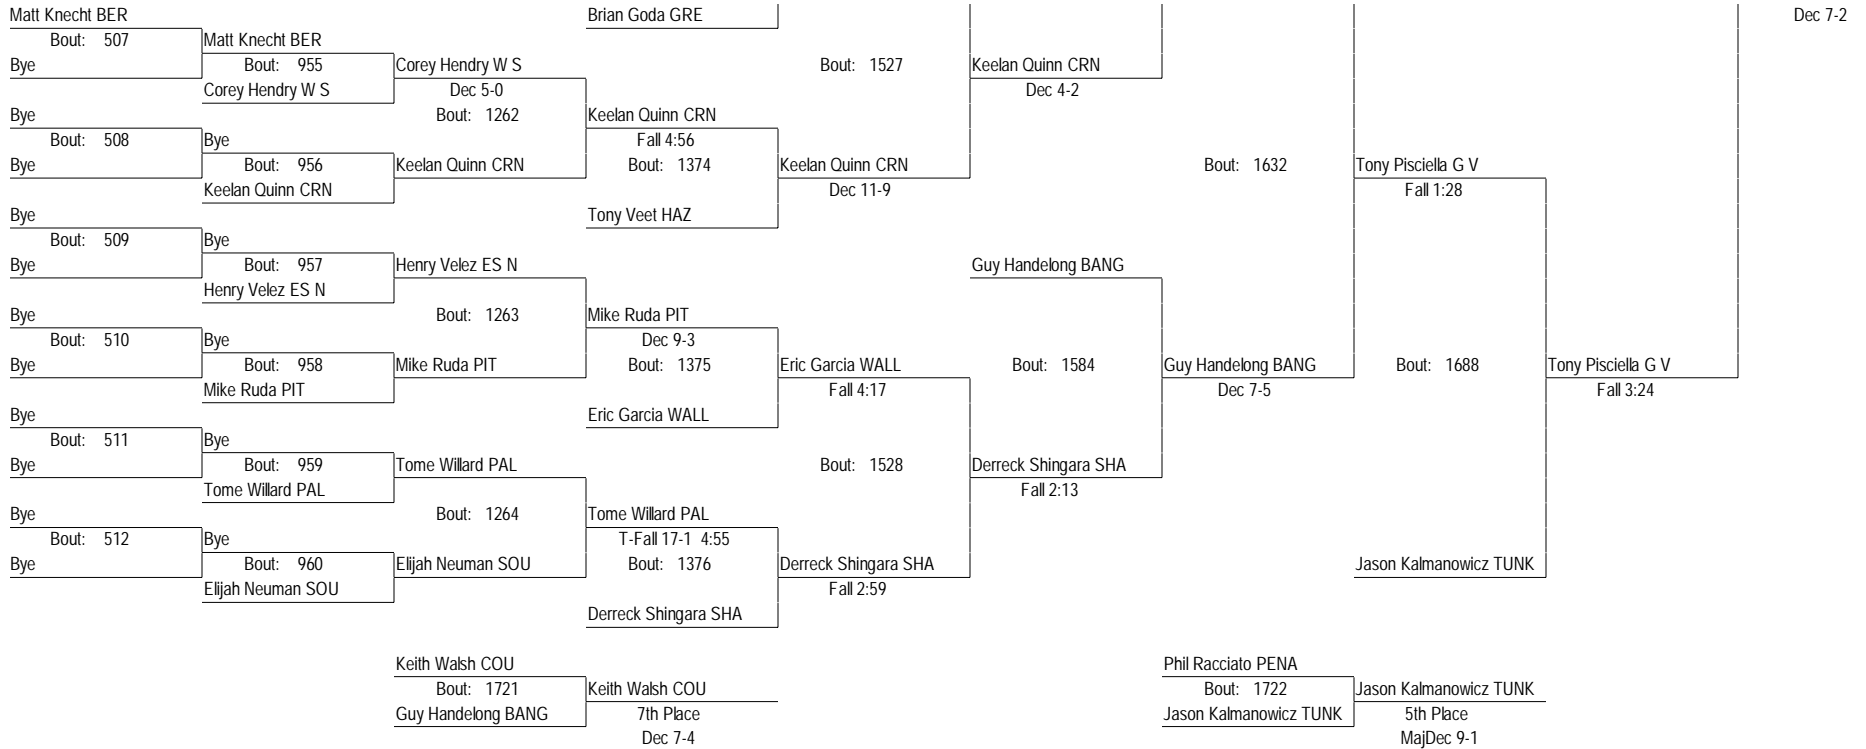 Matt Knecht BER Brian Goda GRE Dec 7-2
Bout: 507 Matt Knecht BER
Bye Bout: 955 Corey Hendry W S Bout: 1527 Keelan Quinn CRN
Corey Hendry W S Dec 5-0 Dec 4-2
Bye Bout: 1262 Keelan Quinn CRN
Bout: 508 Bye Fall 4:56
Bye Bout: 956 Keelan Quinn CRN Bout: 1374 Keelan Quinn CRN Bout: 1632 Tony Pisciella G V
Keelan Quinn CRN Dec 11-9 Fall 1:28
Bye Tony Veet HAZ
Bout: 509 Bye
Bye Bout: 957 Henry Velez ES N Guy Handelong BANG
Henry Velez ES N
Bye Bout: 1263 Mike Ruda PIT
Bout: 510 Bye Dec 9-3
Bye Bout: 958 Mike Ruda PIT Bout: 1375 Eric Garcia WALL Bout: 1584 Guy Handelong BANG Bout: 1688 Tony Pisciella G V
Mike Ruda PIT Fall 4:17 Dec 7-5 Fall 3:24
Bye Eric Garcia WALL
Bout: 511 Bye
Bye Bout: 959 Tome Willard PAL Bout: 1528 Derreck Shingara SHA
Tome Willard PAL Fall 2:13
Bye Bout: 1264 Tome Willard PAL
Bout: 512 Bye T-Fall 17-1 4:55
Bye Bout: 960 Elijah Neuman SOU Bout: 1376 Derreck Shingara SHA Jason Kalmanowicz TUNK
Elijah Neuman SOU Fall 2:59
Derreck Shingara SHA
Keith Walsh COU Phil Racciato PENA
Bout: 1721 Keith Walsh COU Bout: 1722 Jason Kalmanowicz TUNK
Guy Handelong BANG 7th Place Jason Kalmanowicz TUNK 5th Place
Dec 7-4 MajDec 9-1